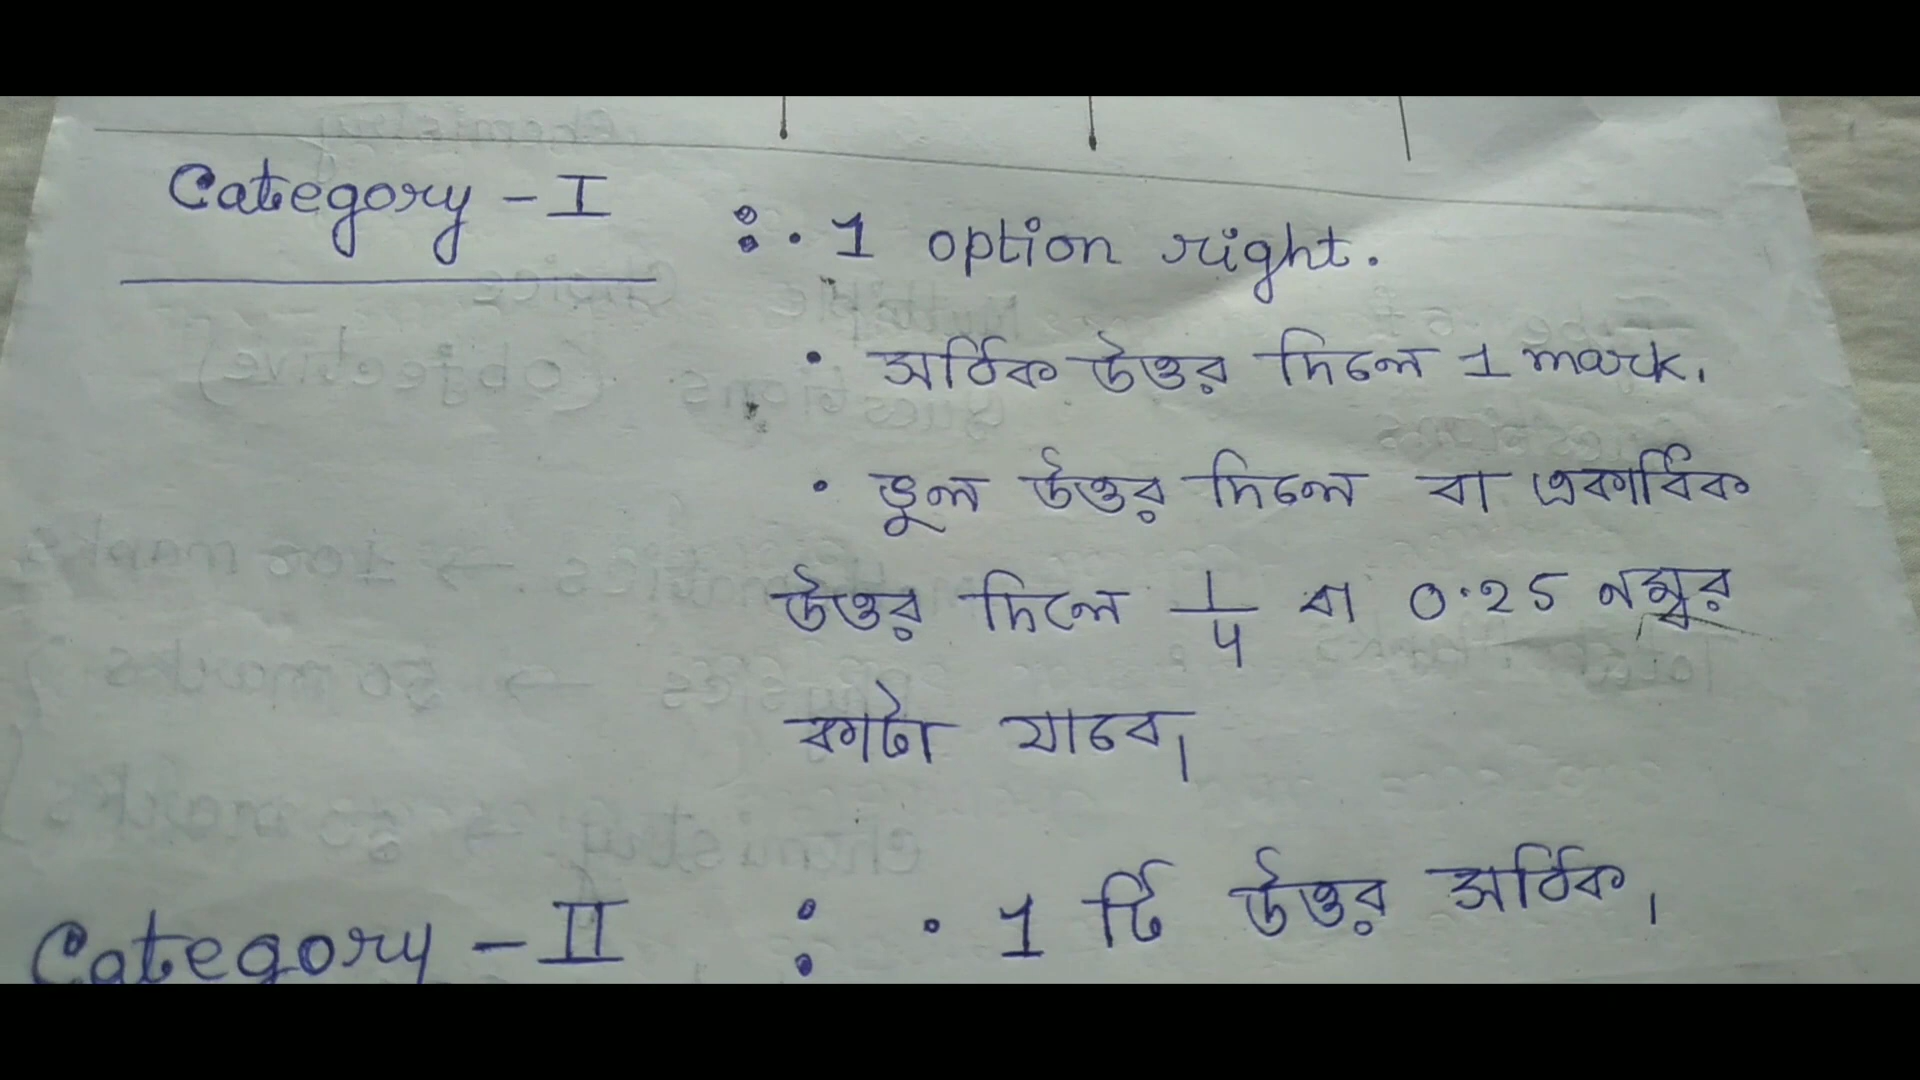 Category - I : • 1 option right.
• সঠিক উত্তর দিলে 1 mark.
• ভুল উত্তর দিলে বা একাধিক
উত্তর দিলে 1/4 বা 0.25 নম্বর
কাটা যাবে।
Category - II : • 1 টি উত্তর সঠিক।